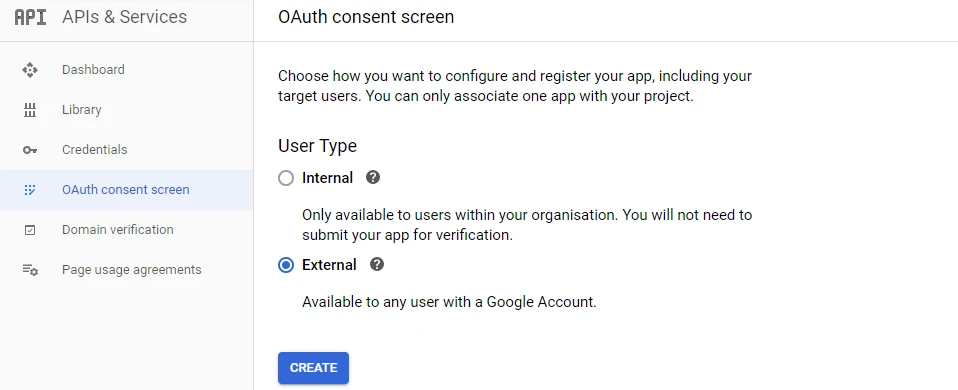 API APIs & Services
Dashboard
Library
Credentials
OAuth consent screen
Domain verification
Page usage agreements
OAuth consent screen
Choose how you want to configure and register your app, including your
target users. You can only associate one app with your project.
User Type
Internal ?
Only available to users within your organisation. You will not need to
submit your app for verification.
External ?
Available to any user with a Google Account.
CREATE